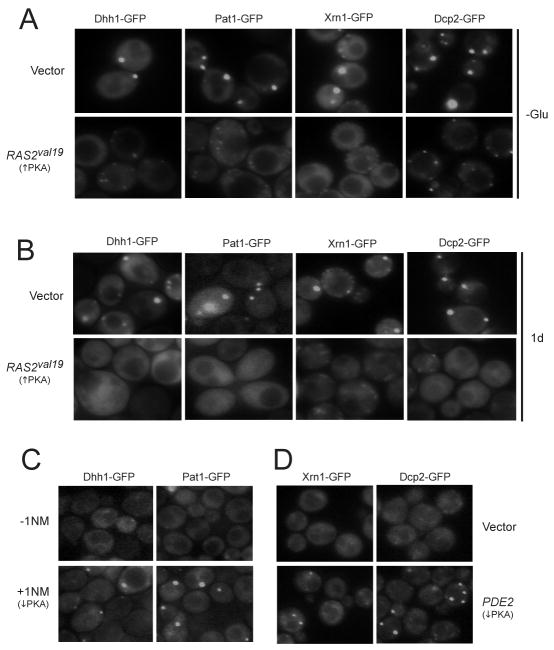 A
Dhh1-GFP Pat1-GFP Xrn1-GFP Dcp2-GFP
Vector
-Glu
RAS2val19
(↑PKA)
B
Dhh1-GFP Pat1-GFP Xrn1-GFP Dcp2-GFP
Vector
1d
RAS2val19
(↑PKA)
C D
Dhh1-GFP Pat1-GFP Xrn1-GFP Dcp2-GFP
-1NM Vector
+1NM
(↓PKA)
PDE2
(↓PKA)